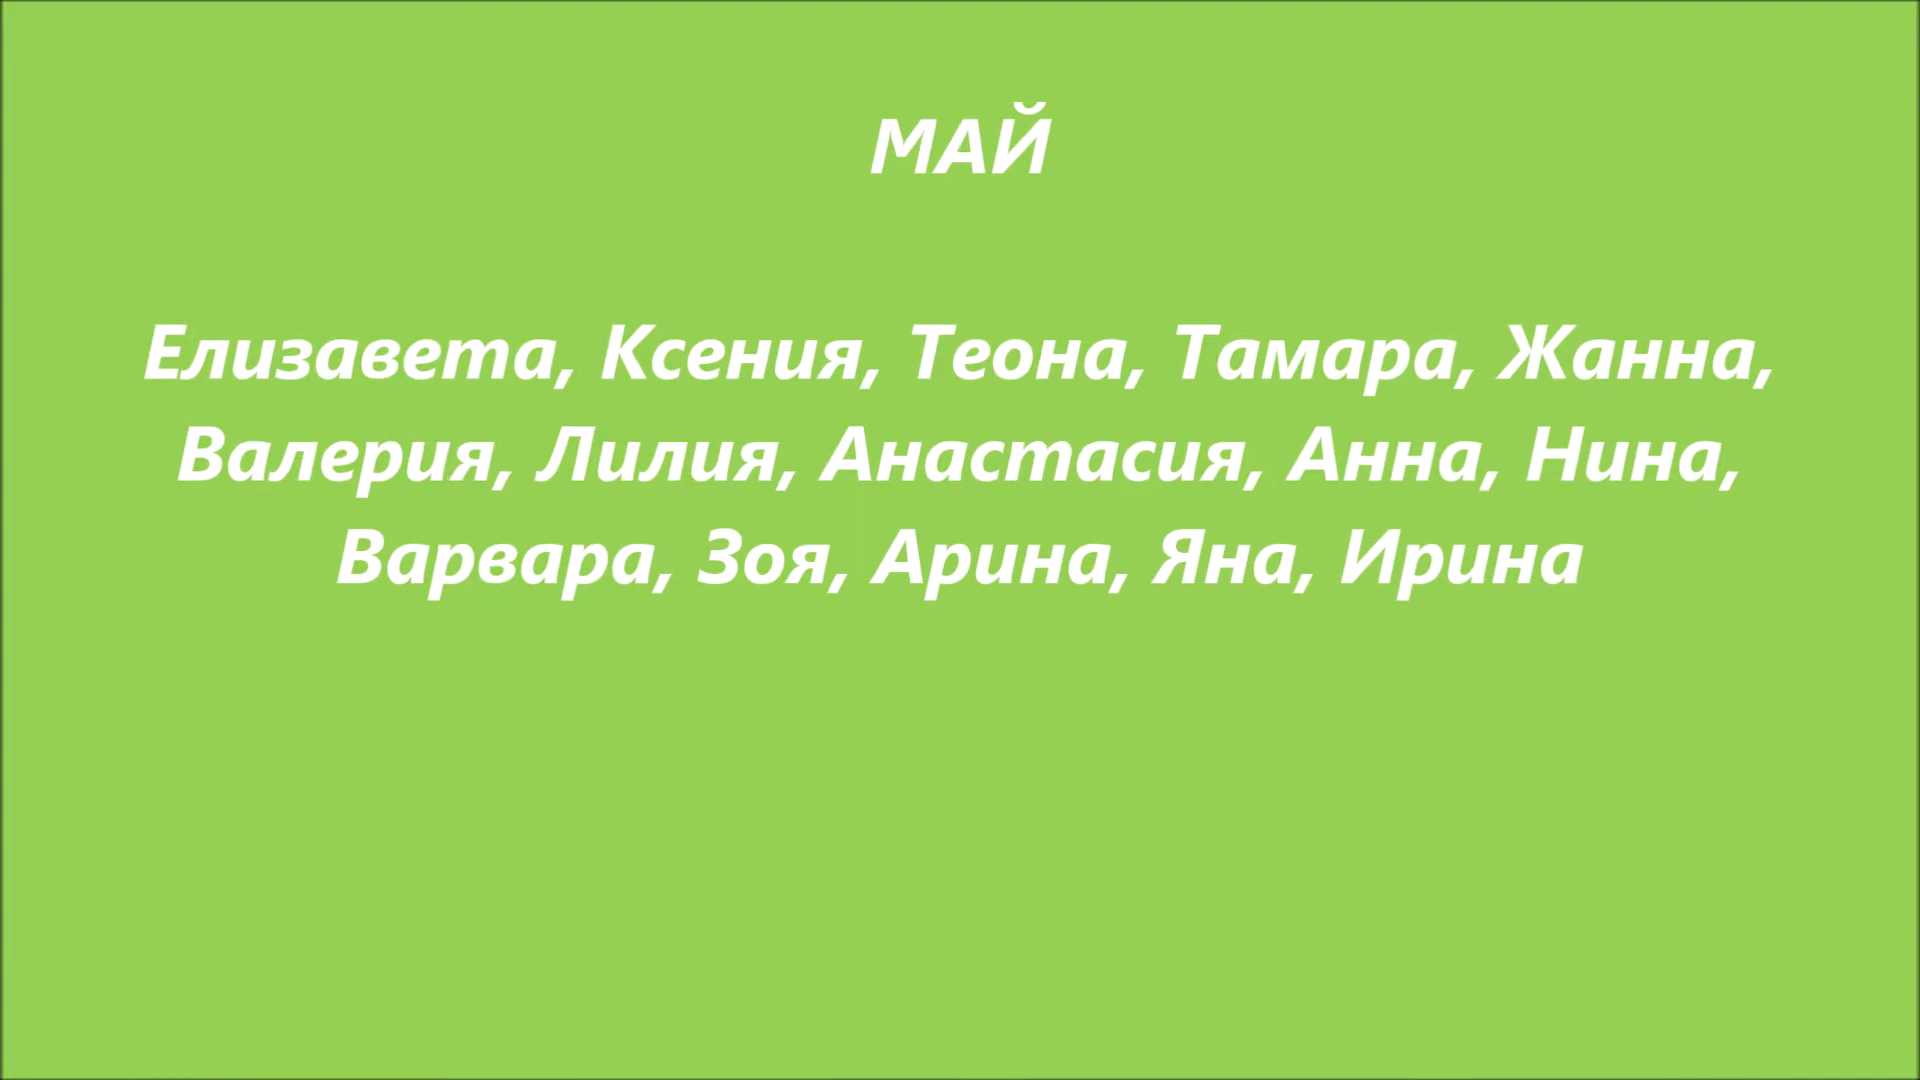 МАЙ
Елизавета, Ксения, Теона, Тамара, Жанна,
Валерия, Лилия, Анастасия, Анна, Нина,
Варвара, Зоя, Арина, Яна, Ирина